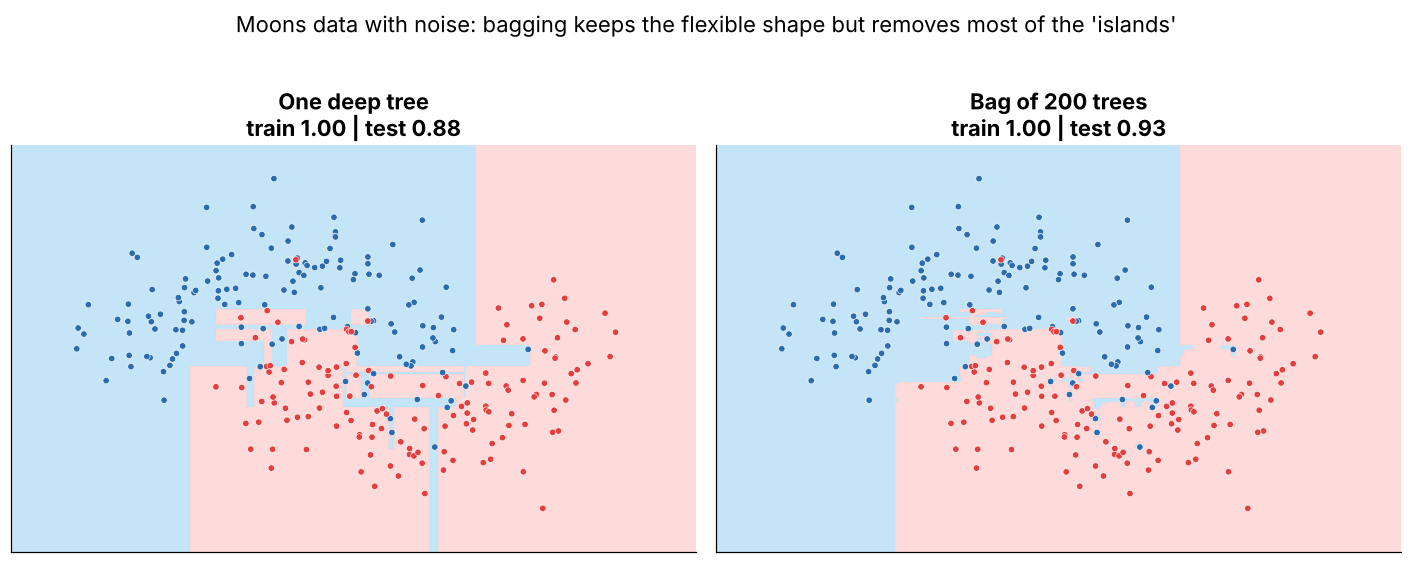 Moons data with noise: bagging keeps the flexible shape but removes most of the 'islands'
One deep tree
train 1.00 | test 0.88
Bag of 200 trees
train 1.00 | test 0.93